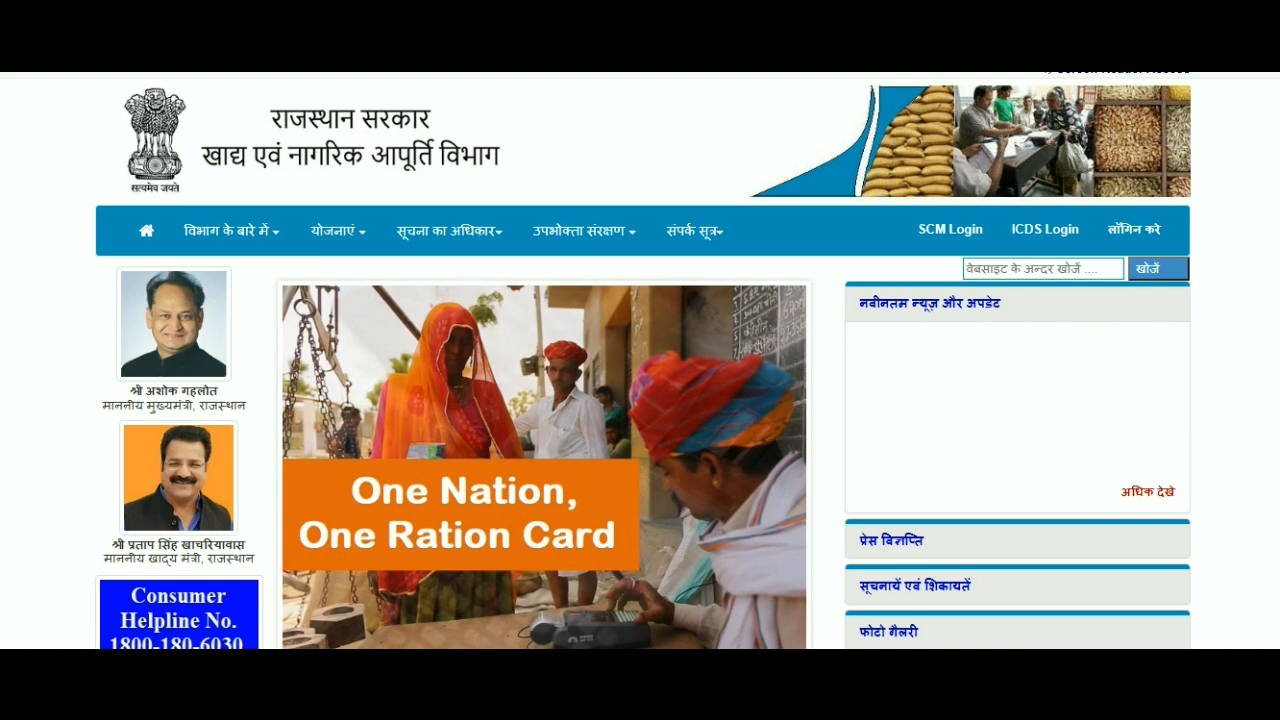 सत्यमेव जयते
राजस्थान सरकार
खाद्य एवं नागरिक आपूर्ति विभाग
विभाग के बारे में
योजनाएं
सूचना का अधिकार
उपभोक्ता संरक्षण
संपर्क सूत्र
SCM Login
ICDS Login
लॉगिन करे
वेबसाइट के अन्दर खोजें ....
खोजें
श्री अशोक गहलोत
माननीय मुख्यमंत्री, राजस्थान
श्री प्रताप सिंह खाचरियावास
माननीय खाद्य मंत्री, राजस्थान
Consumer
Helpline No.
1800-180-6030
One Nation,
One Ration Card
नवीनतम न्यूज़ और अपडेट
अधिक देखे
प्रेस विज्ञप्ति
सूचनायें एवं शिकायतें
फोटो गैलरी